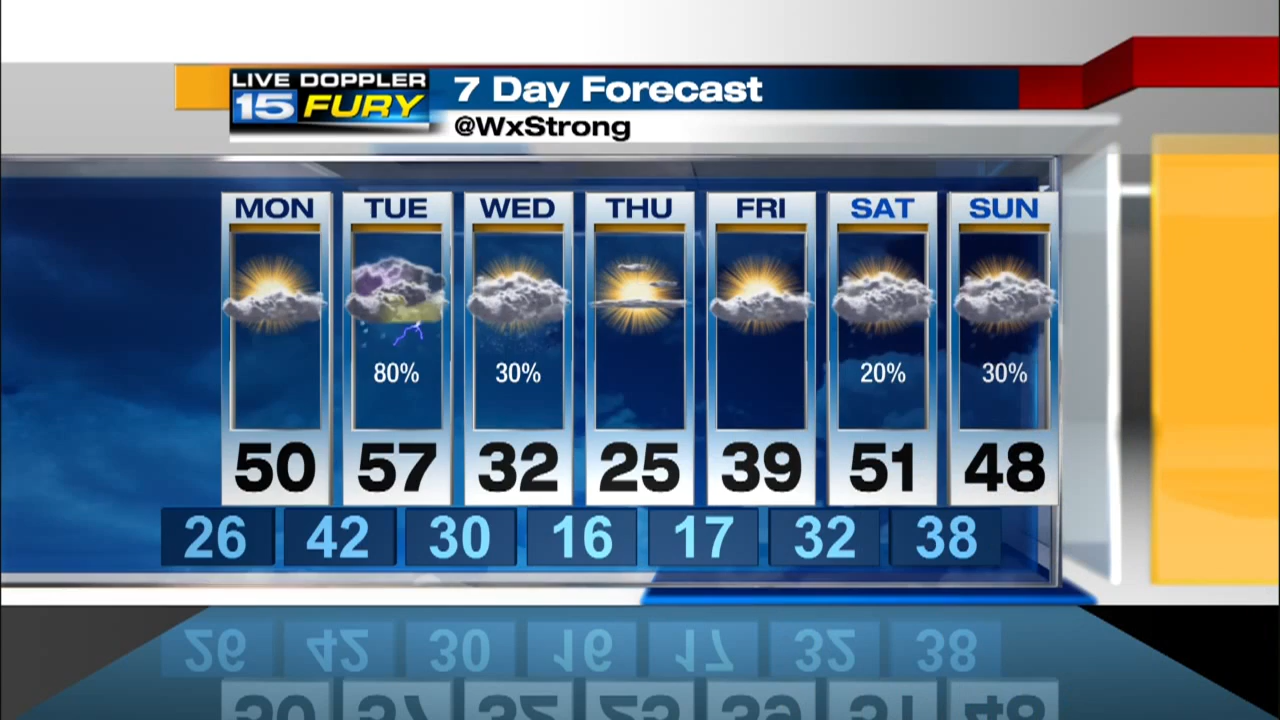 LIVE DOPPLER
15 FURY
7 Day Forecast
@WxStrong
MON TUE WED THU FRI SAT SUN
80% 30% 20% 30%
50 57 32 25 39 51 48
26 42 30 16 17 32 38